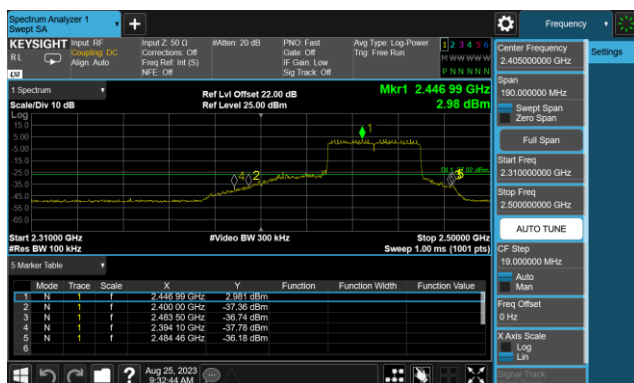 Spectrum Analyzer 1
Swept SA
Frequency
KEYSIGHT
Input: RF
Coupling: DC
Align: Auto
Input Z: 50 Ω
Corrections: Off
Freq Ref: Int (S)
NFE: Off
#Atten: 20 dB
PNO: Fast
Gate: Off
IF Gain: Low
Sig Track: Off
Avg Type: Log-Power
Trig: Free Run
1 2 3 4 5 6
M W W W W W
P N N N N N
R L
LXI
Center Frequency
2.405000000 GHz
Settings
Span
190.000000 MHz
Swept Span
Zero Span
Full Span
Start Freq
2.310000000 GHz
Stop Freq
2.500000000 GHz
AUTO TUNE
CF Step
19.000000 MHz
Auto
Man
Freq Offset
0 Hz
X Axis Scale
Log
Lin
Signal Track
1 Spectrum
Scale/Div 10 dB
Log
Ref Lvl Offset 22.00 dB
Ref Level 25.00 dBm
Mkr1 2.446 99 GHz
2.98 dBm
15.0
5.00
-5.00
-15.0
-25.0
-35.0
-45.0
-55.0
-65.0
1
4
2
DL1 -27.02 dBm
Start 2.31000 GHz
#Res BW 100 kHz
#Video BW 300 kHz
Stop 2.50000 GHz
Sweep 1.00 ms (1001 pts)
5 Marker Table
Mode Trace Scale X Y Function Function Width Function Value
1 N 1 f 2.446 99 GHz 2.981 dBm
2 N 1 f 2.400 00 GHz -37.36 dBm
3 N 1 f 2.483 50 GHz -36.74 dBm
4 N 1 f 2.394 10 GHz -37.78 dBm
5 N 1 f 2.484 46 GHz -36.18 dBm
6
?
Aug 25, 2023
9:32:44 AM